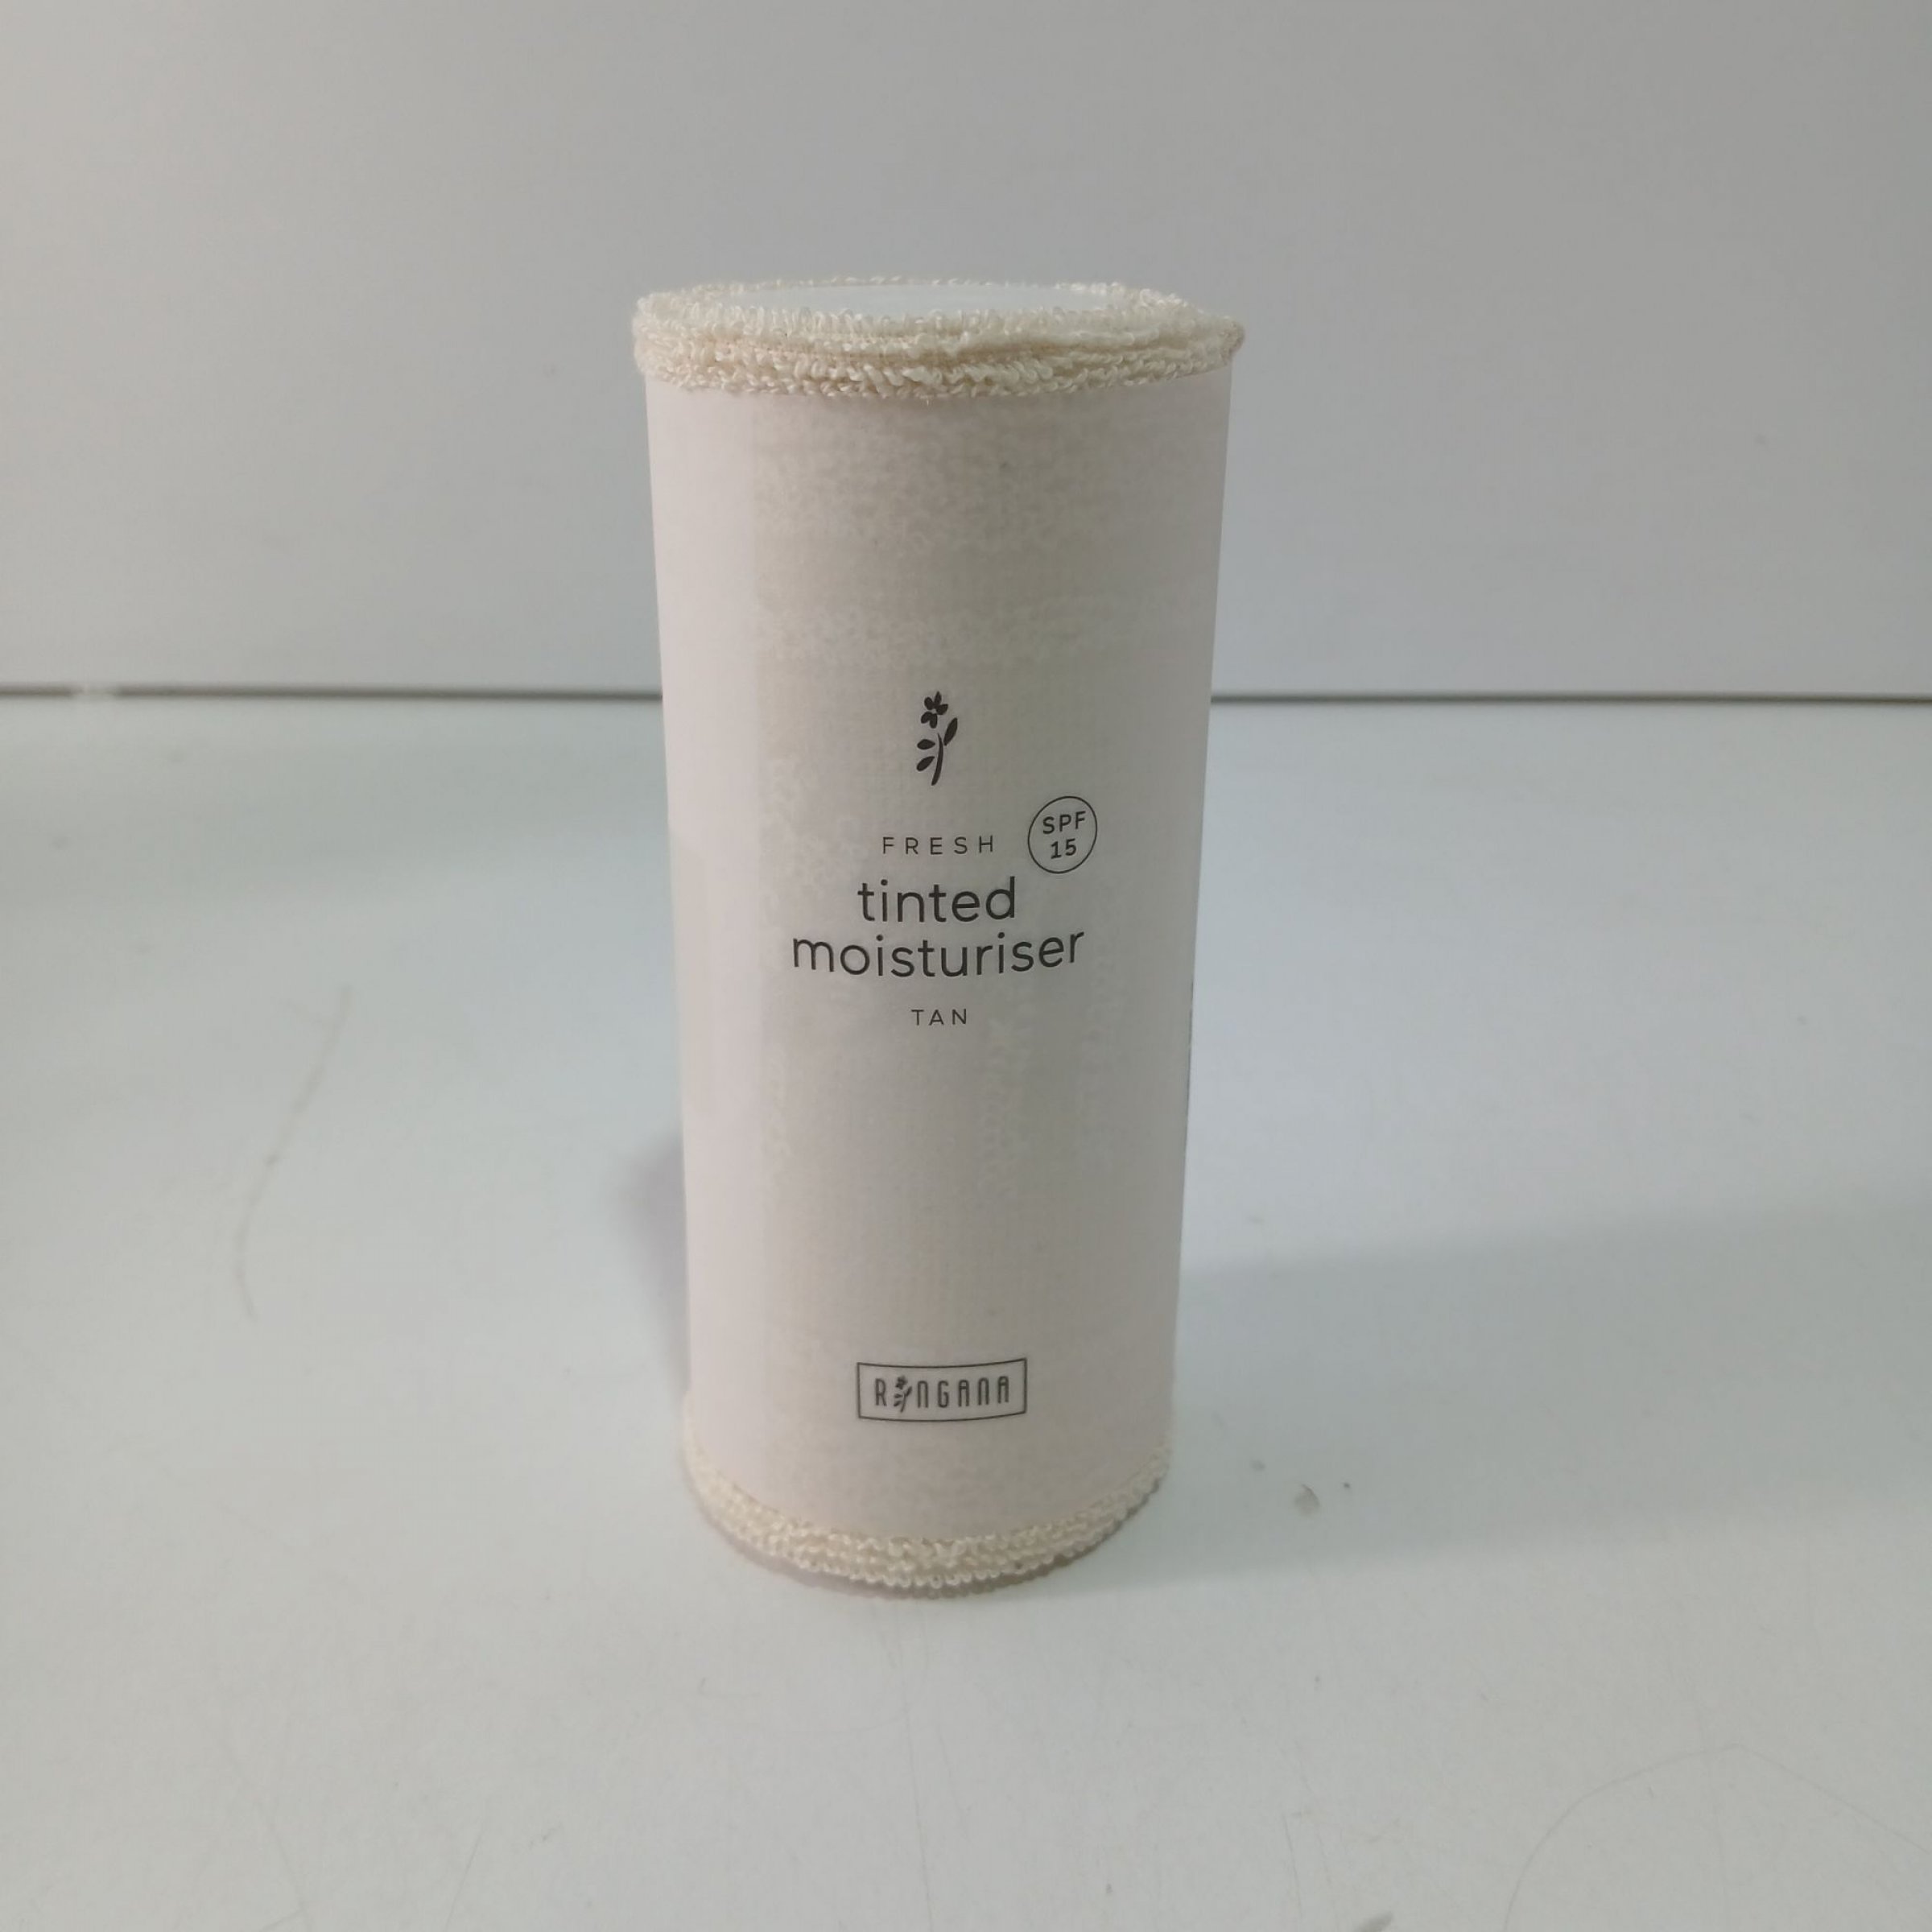 FRESH
SPF
15
tinted
moisturiser
TAN
RINGANA